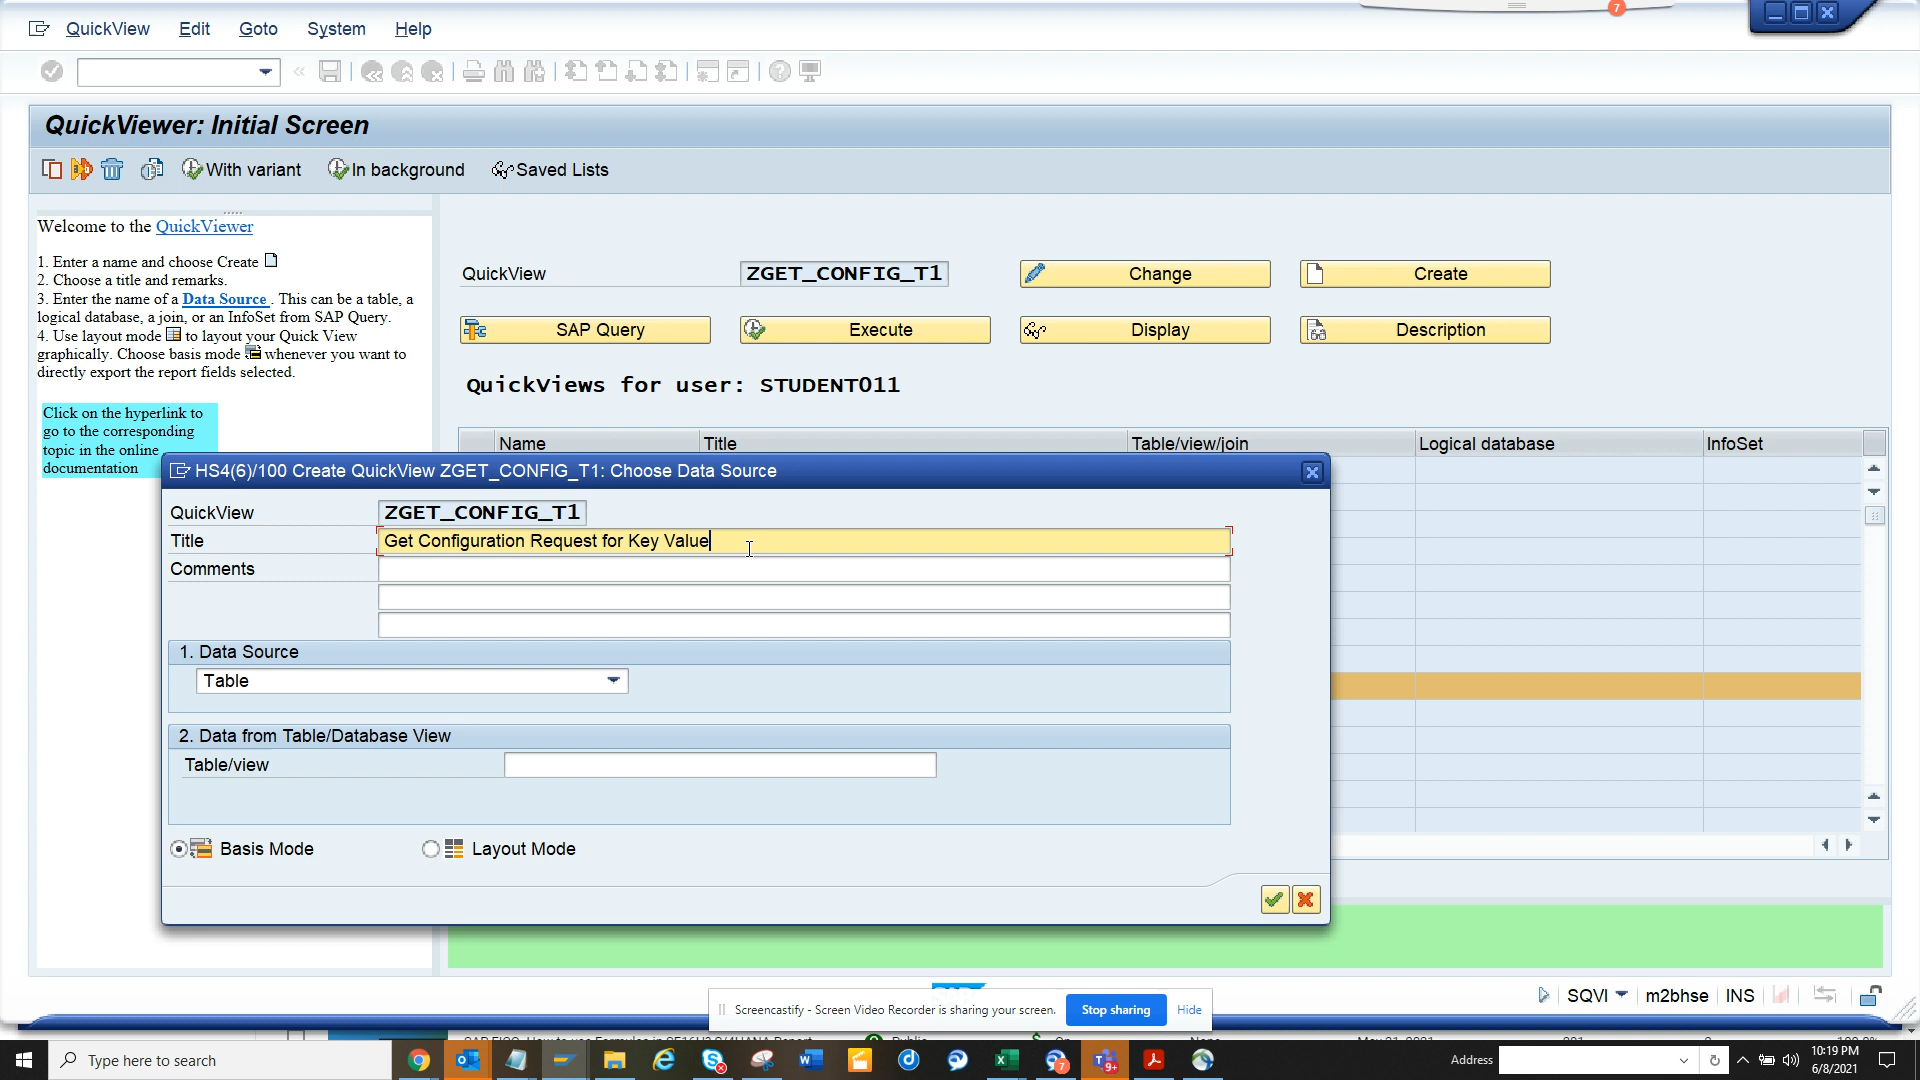 7
QuickView Edit Goto System Help
QuickViewer: Initial Screen
With variant In background Saved Lists
Welcome to the QuickViewer
1. Enter a name and choose Create
2. Choose a title and remarks.
3. Enter the name of a Data Source . This can be a table, a
logical database, a join, or an InfoSet from SAP Query.
4. Use layout mode to layout your Quick View
graphically. Choose basis mode whenever you want to
directly export the report fields selected.
Click on the hyperlink to
go to the corresponding
topic in the online
documentation
QuickView ZGET_CONFIG_T1 Change Create
SAP Query Execute Display Description
QuickViews for user: STUDENT011
Name Title Table/view/join Logical database InfoSet
HS4(6)/100 Create QuickView ZGET_CONFIG_T1: Choose Data Source
QuickView ZGET_CONFIG_T1
Title Get Configuration Request for Key Value
Comments
1. Data Source
Table
2. Data from Table/Database View
Table/view
Basis Mode Layout Mode
SQVI m2bhse INS
Screencastify - Screen Video Recorder is sharing your screen. Stop sharing Hide
Type here to search
7
9+
Address
10:19 PM
6/8/2021